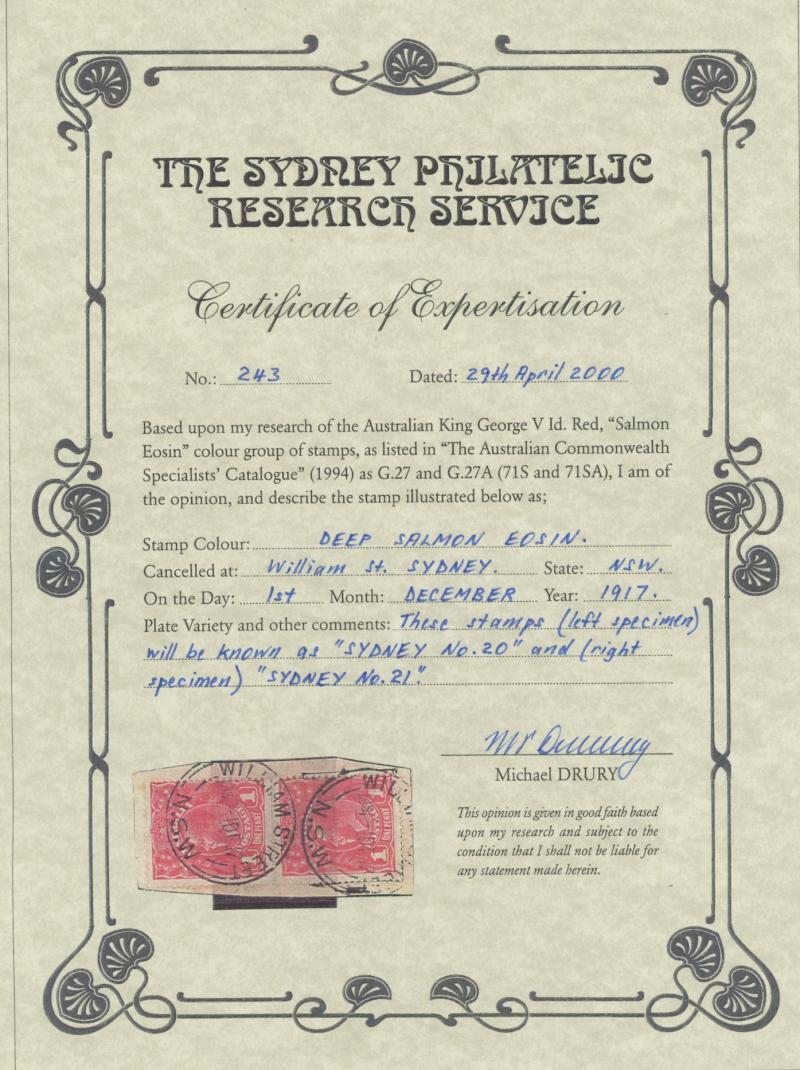 THE SYDNEY PHILATELIC
RESEARCH SERVICE
Certificate of Expertisation
No.: 243 Dated: 29th April 2000
Based upon my research of the Australian King George V Id. Red, “Salmon
Eosin” colour group of stamps, as listed in “The Australian Commonwealth
Specialists’ Catalogue” (1994) as G.27 and G.27A (71S and 71SA), I am of
the opinion, and describe the stamp illustrated below as;
Stamp Colour: DEEP SALMON EOSIN.
Cancelled at: William St. SYDNEY. State: NSW.
On the Day: 1st Month: DECEMBER Year: 1917.
Plate Variety and other comments: These stamps (left specimen)
will be known as "SYDNEY No.20" and (right
specimen) "SYDNEY No.21".
Michael DRURY
This opinion is given in good faith based
upon my research and subject to the
condition that I shall not be liable for
any statement made herein.
WILLIAM STREET
N.S.W
N.S.W